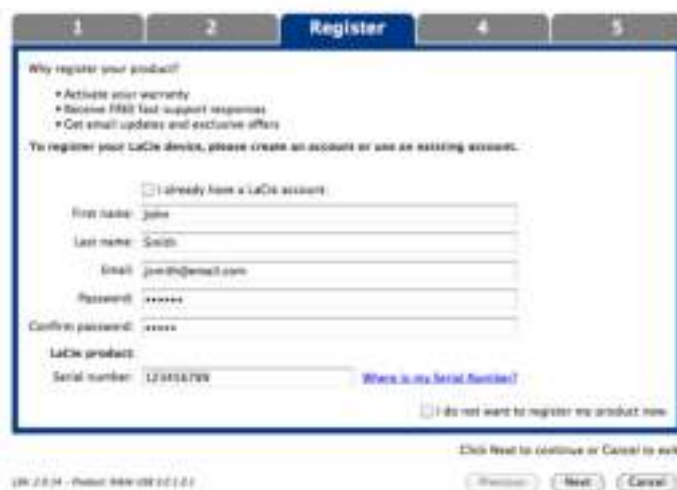 1 2 Register 4 5
Why register your product?
• Activate your warranty
• Receive FREE fast support responses
• Get email updates and exclusive offers
To register your LaCie device, please create an account or use an existing account.
I already have a LaCie account
First name: John
Last name: Smith
Email: jsmith@email.com
Password: ••••••
Confirm password: •••••
LaCie product
Serial number: 123456789 Where is my Serial Number?
I do not want to register my product now
Click Next to continue or Cancel to exit
Previous Next Cancel